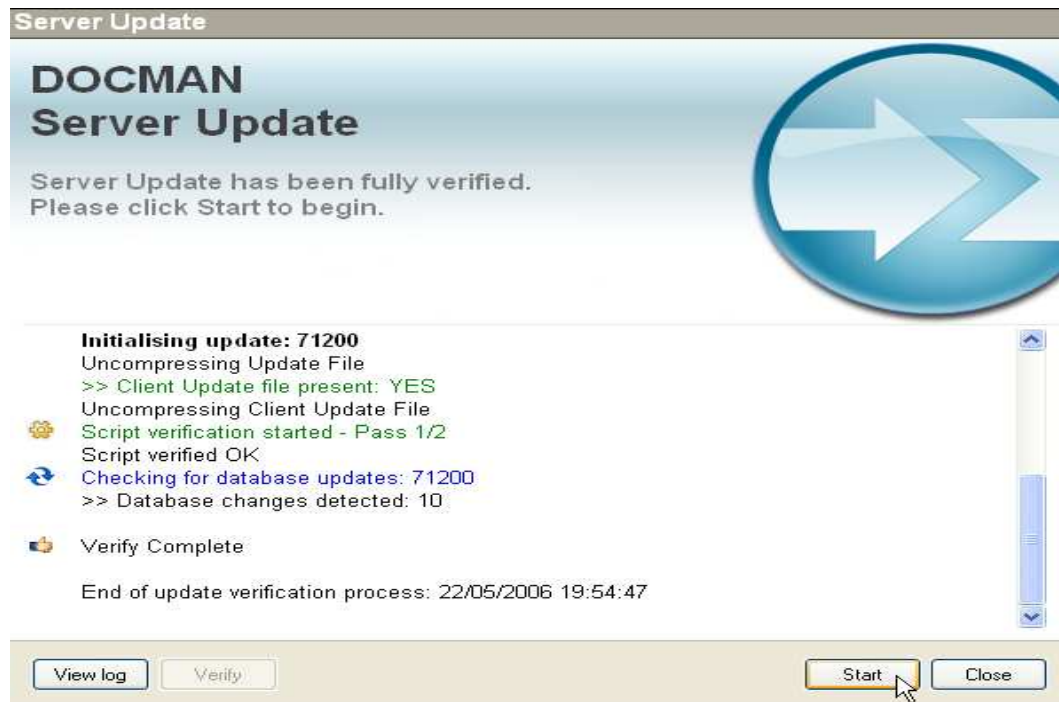 Server Update
DOCMAN
Server Update
Server Update has been fully verified.
Please click Start to begin.
Initialising update: 71200
Uncompressing Update File
>> Client Update file present: YES
Uncompressing Client Update File
Script verification started - Pass 1/2
Script verified OK
Checking for database updates: 71200
>> Database changes detected: 10
Verify Complete
End of update verification process: 22/05/2006 19:54:47
View log
Verify
Start
Close